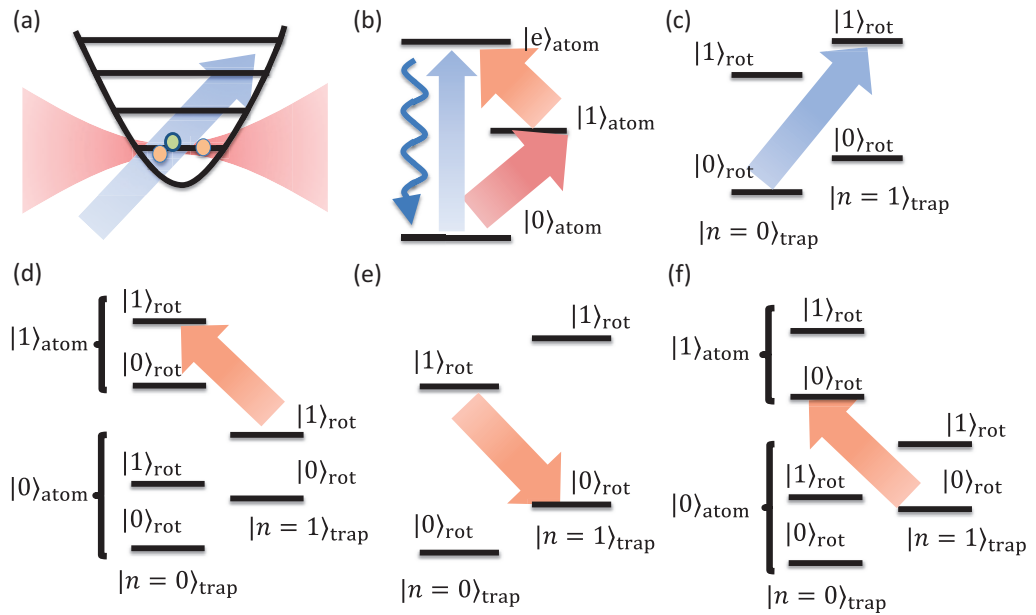 (a)
(b)
|e⟩atom
|1⟩atom
|0⟩atom
(c)
|1⟩rot
|1⟩rot
|0⟩rot
|0⟩rot
|n = 0⟩trap
|n = 1⟩trap
(d)
|1⟩rot
|1⟩atom
|0⟩rot
|1⟩rot
|1⟩rot
|0⟩rot
|0⟩atom
|0⟩rot
|n = 1⟩trap
|n = 0⟩trap
(e)
|1⟩rot
|1⟩rot
|0⟩rot
|0⟩rot
|n = 1⟩trap
(f)
|1⟩rot
|1⟩atom
|0⟩rot
|1⟩rot
|1⟩rot
|0⟩rot
|0⟩atom
|0⟩rot
|n = 1⟩trap
|n = 0⟩trap